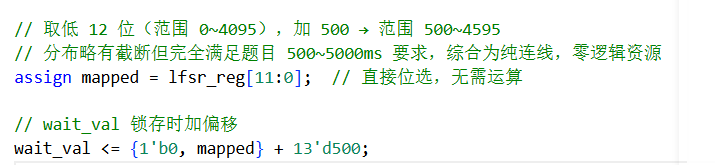 // 取低 12 位（范围 0~4095），加 500 → 范围 500~4595
// 分布略有截断但完全满足题目 500~5000ms 要求，综合为纯连线，零逻辑资源
assign mapped = lfsr_reg[11:0];  // 直接位选，无需运算
// wait_val 锁存时加偏移
wait_val <= {1'b0, mapped} + 13'd500;